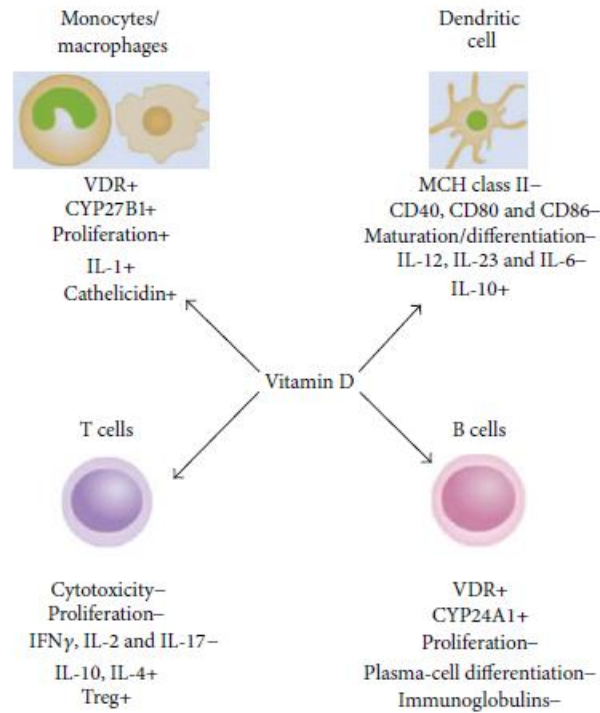 Monocytes/
macrophages
VDR+
CYP27B1+
Proliferation+
IL-1+
Cathelicidin+
Dendritic
cell
MCH class II−
CD40, CD80 and CD86−
Maturation/differentiation−
IL-12, IL-23 and IL-6−
IL-10+
Vitamin D
T cells
Cytotoxicity−
Proliferation−
IFNγ, IL-2 and IL-17−
IL-10, IL-4+
Treg+
B cells
VDR+
CYP24A1+
Proliferation−
Plasma-cell differentiation−
Immunoglobulins−